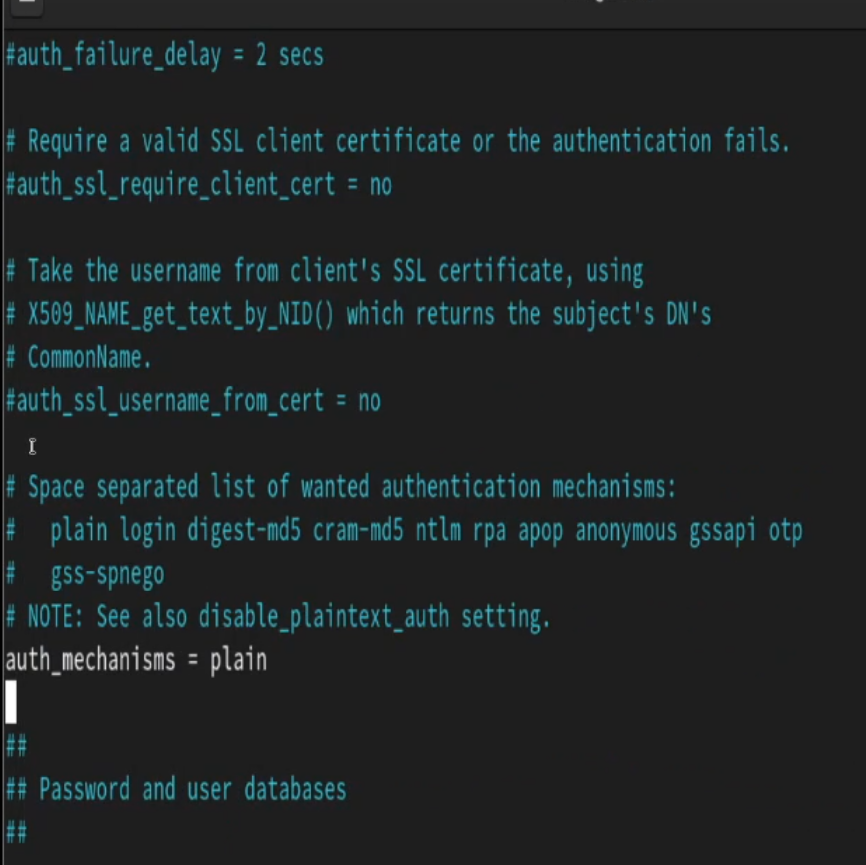 #auth_failure_delay = 2 secs
# Require a valid SSL client certificate or the authentication fails.
#auth_ssl_require_client_cert = no
# Take the username from client's SSL certificate, using
# X509_NAME_get_text_by_NID() which returns the subject's DN's
# CommonName.
#auth_ssl_username_from_cert = no
# Space separated list of wanted authentication mechanisms:
#   plain login digest-md5 cram-md5 ntlm rpa apop anonymous gssapi otp
#   gss-spnego
# NOTE: See also disable_plaintext_auth setting.
auth_mechanisms = plain
##
## Password and user databases
##